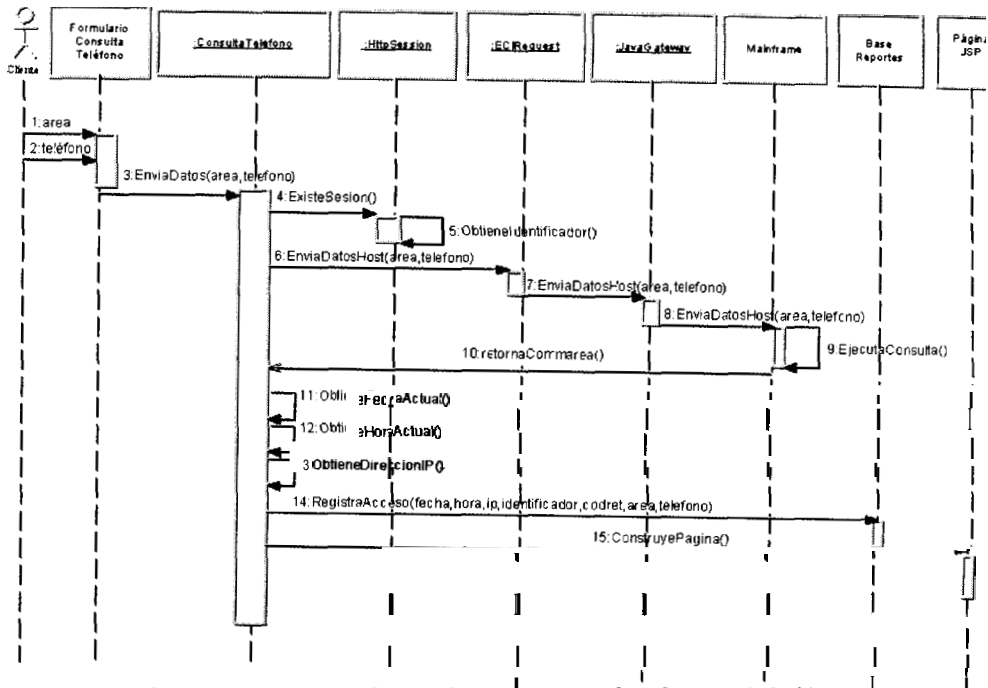 Cliente
Formulario
Consulta
Teléfono
:ConsultaTelefono
:HttpSession
:ECIRequest
:JavaGateway
Mainframe
Base
Reportes
Página
JSP
1:area
2:teléfono
3:EnviaDatos(area,telefono)
4:ExisteSesion()
5:ObtieneIdentificador()
6:EnviaDatosHost(area,telefono)
7:EnviaDatosHost(area,telefono)
8:EnviaDatosHost(area,telefono)
9:EjecutaConsulta()
10:retornaCommarea()
11:ObtieneFechaActual()
12:ObtieneHoraActual()
3:ObtieneDireccionIP()
14:RegistraAcceso(fecha,hora,ip,identificador,codret,area,telefono)
15:ConstruyePagina()